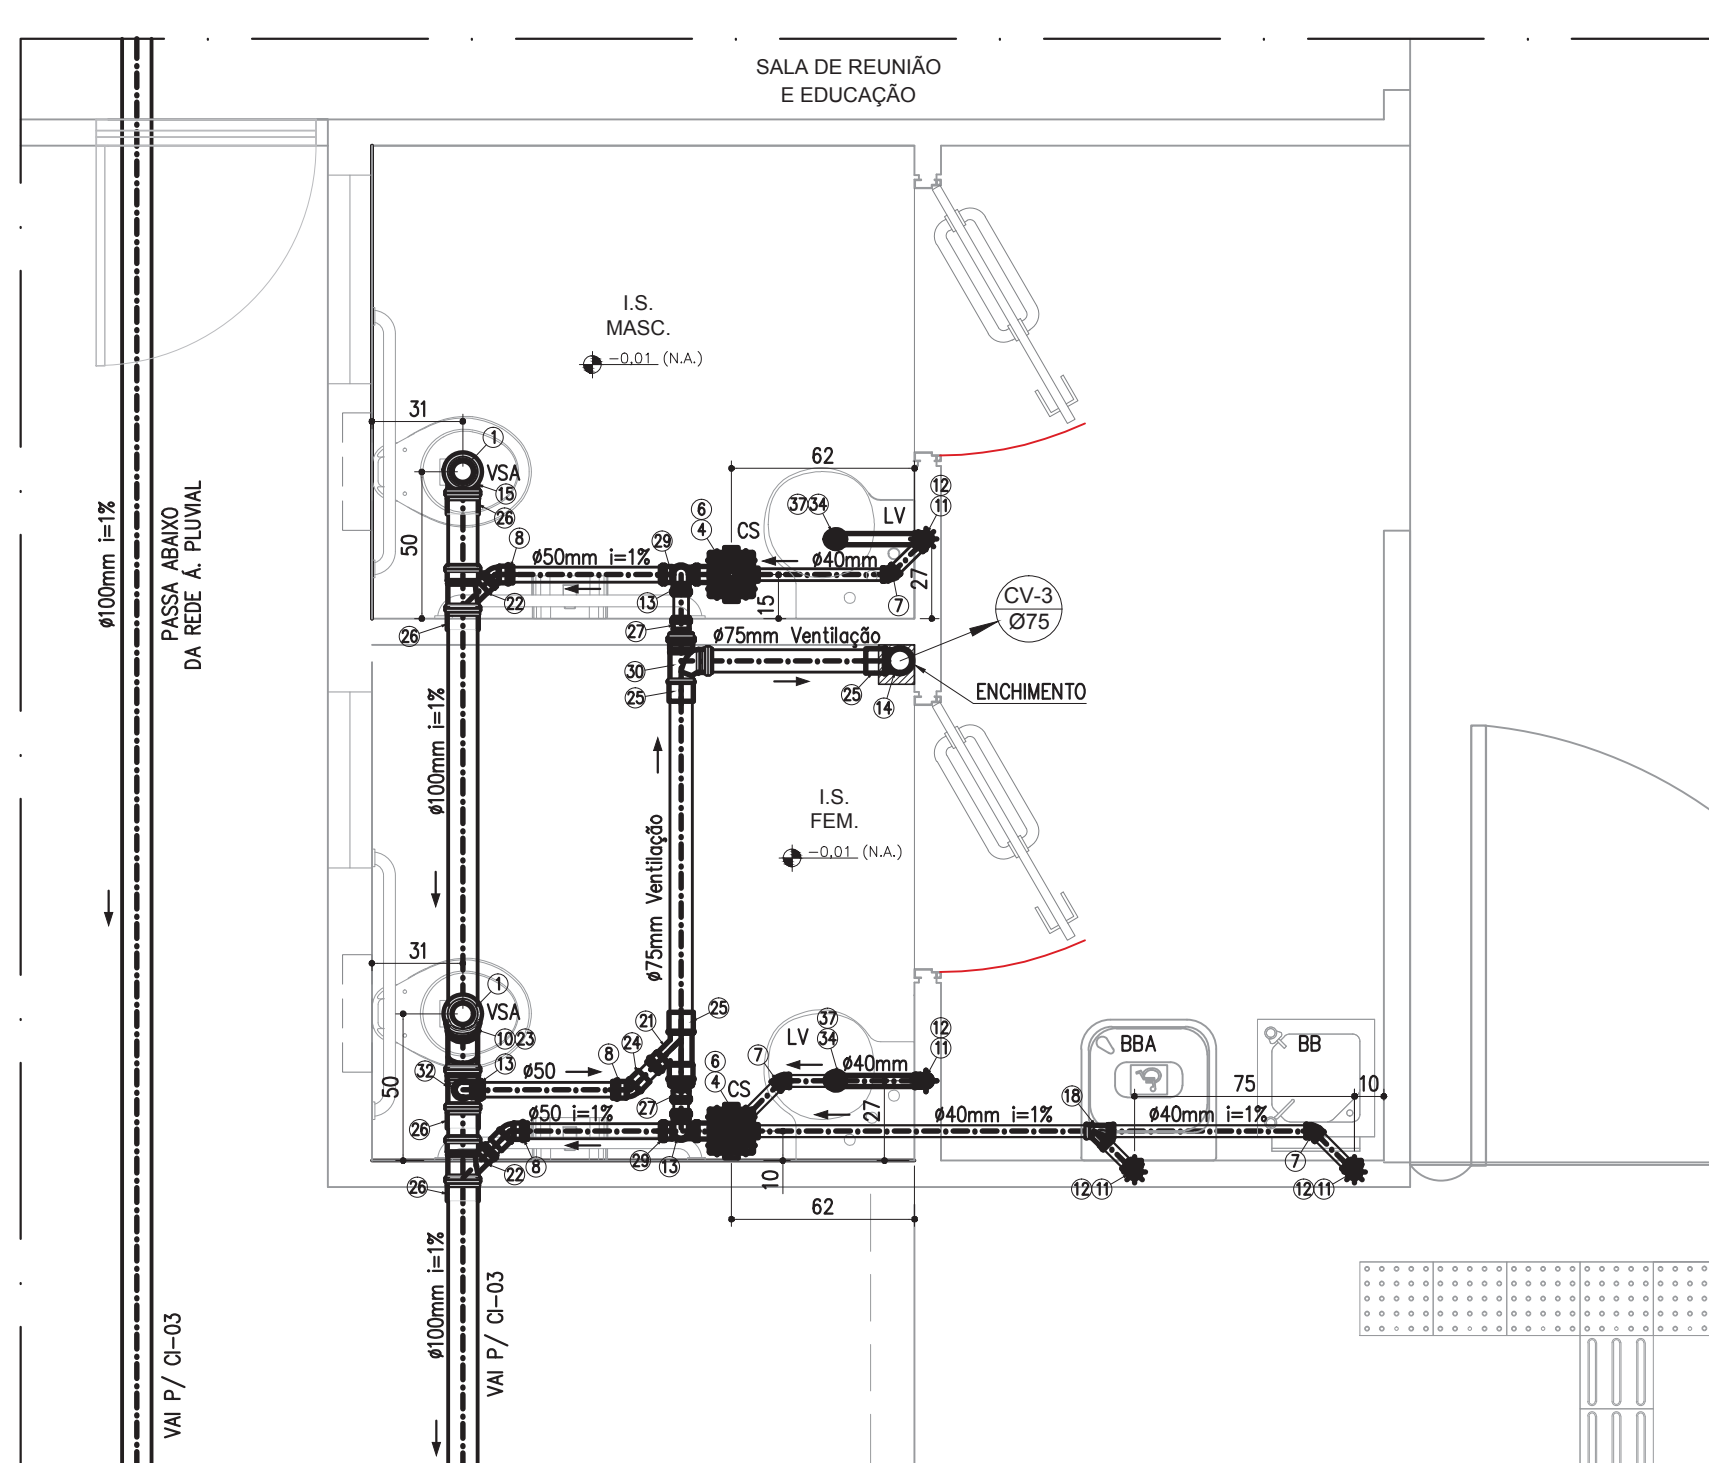 SALA DE REUNIÃO
E EDUCAÇÃO
I.S.
MASC.
-0,01 (N.A.)
31
1
VSA
15
26
50
8
Ø50mm i=1%
29
22
26
13
27
6
4
CS
62
37 34
LV
12
11
Ø40mm
7
27
15
CV-3
Ø75
Ø75mm Ventilação
30
25
25
14
ENCHIMENTO
Ø100mm i=1%
PASSA ABAIXO
DA REDE Á. PLUVIAL
Ø100mm i=1%
Ø75mm Ventilação
I.S.
FEM.
-0,01 (N.A.)
31
1
VSA
10 23
13
32
50
Ø50
8
24
21
25
26
Ø50 i=1%
27
22
8
29
13
26
6
4
CS
7
LV
37
34
Ø40mm
12
11
27
10
62
Ø40mm i=1%
18
BBA
BB
75
10
Ø40mm i=1%
7
12 11
12 11
Ø100mm i=1%
VAI P/ CI-03
VAI P/ CI-03